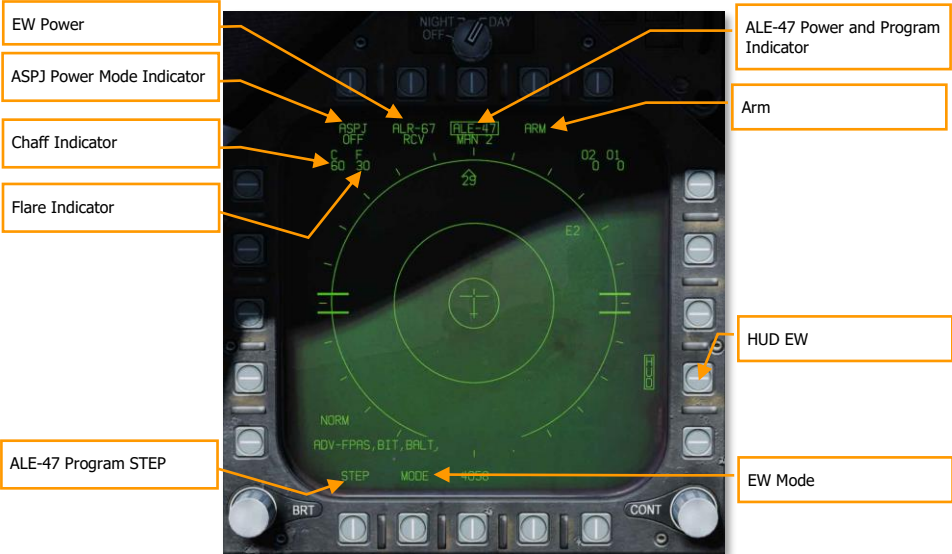 EW Power
ASPJ Power Mode Indicator
Chaff Indicator
Flare Indicator
ALE-47 Program STEP
NIGHT
DAY
OFF
ALE-47 Power and Program
Indicator
Arm
HUD EW
EW Mode
ASPJ
OFF
ALR-67
RCV
ALE-47
MAN 2
ARM
C F
60 30
O2 O1
0 0
29
E2
HUD
NORM
ADV-FPAS,BIT,BALT,
STEP MODE
BRT
CONT